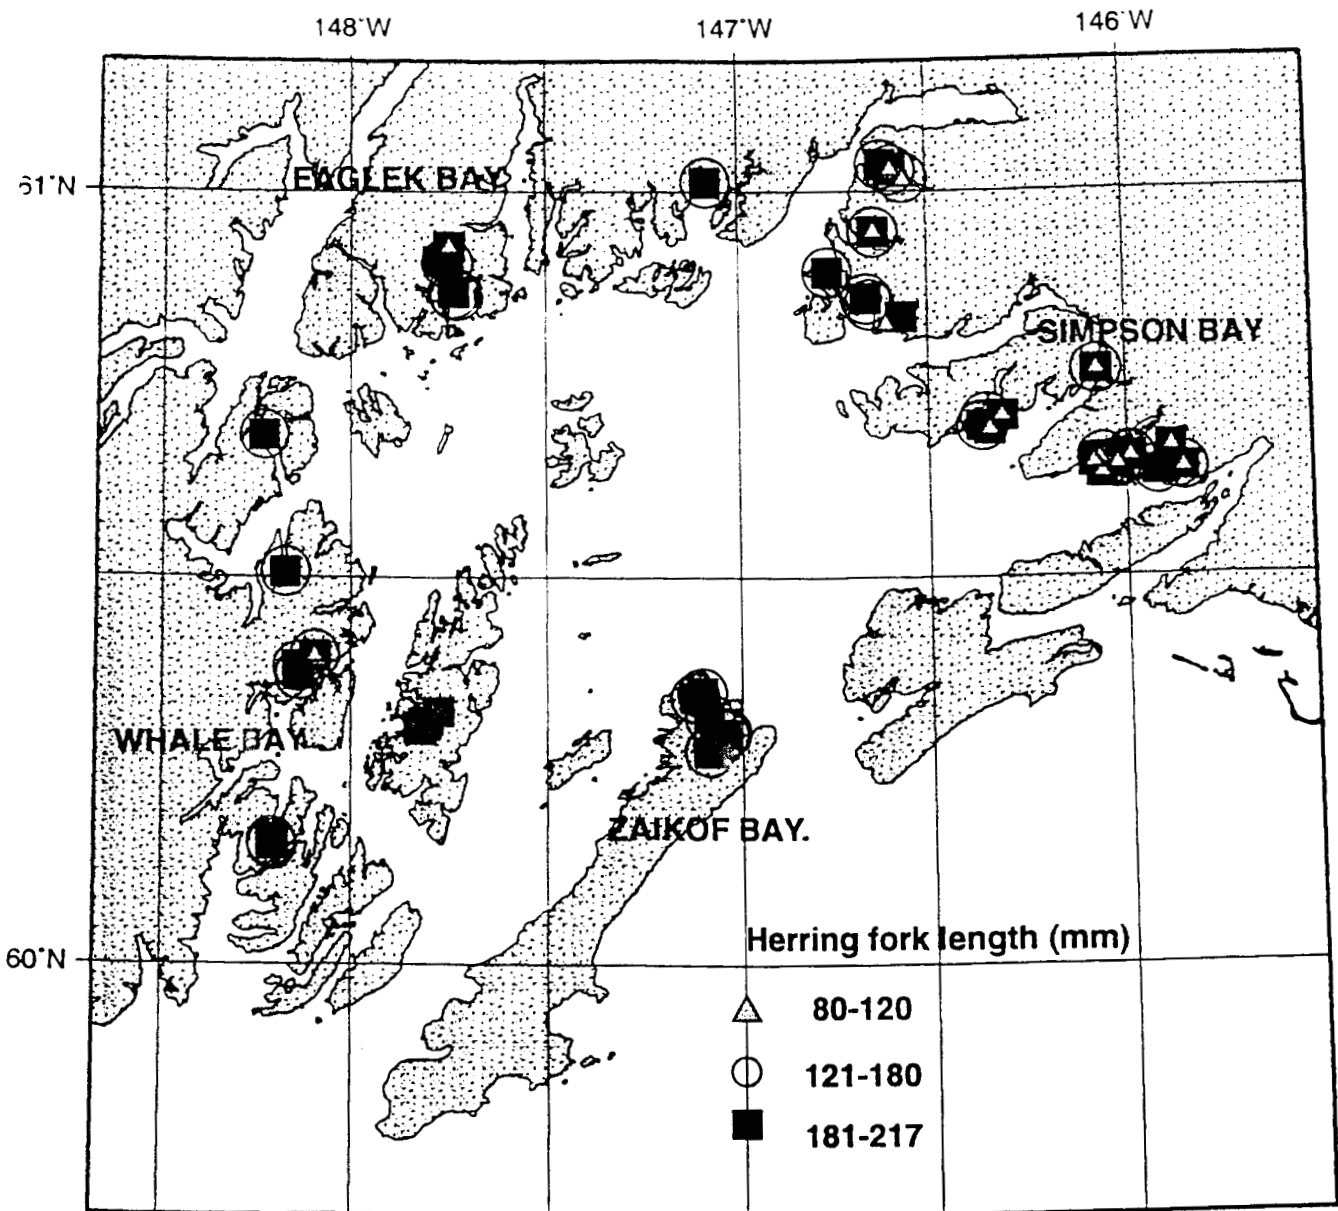 148°W 147°W 146°W
61°N
EAGLEK BAY
SIMPSON BAY
WHALE BAY
ZAIKOF BAY.
60°N
Herring fork length (mm)
80-120
121-180
181-217